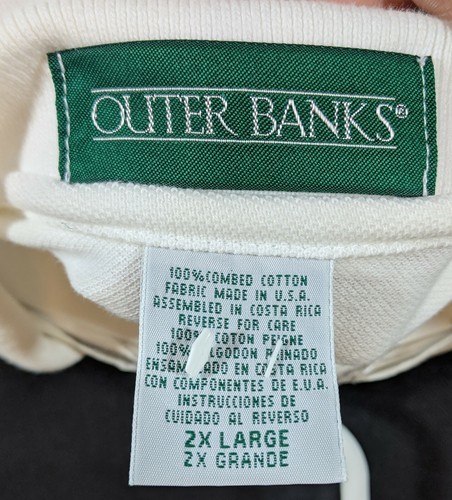 OUTER BANKS®
100% COMBED COTTON
FABRIC MADE IN U.S.A.
ASSEMBLED IN COSTA RICA
REVERSE FOR CARE
100% COTTON PEIGNE
100% ALGODON PEINADO
ENSAMBLADO EN COSTA RICA
CON COMPONENTES DE E.U.A.
INSTRUCCIONES DE
CUIDADO AL REVERSO
2X LARGE
2X GRANDE